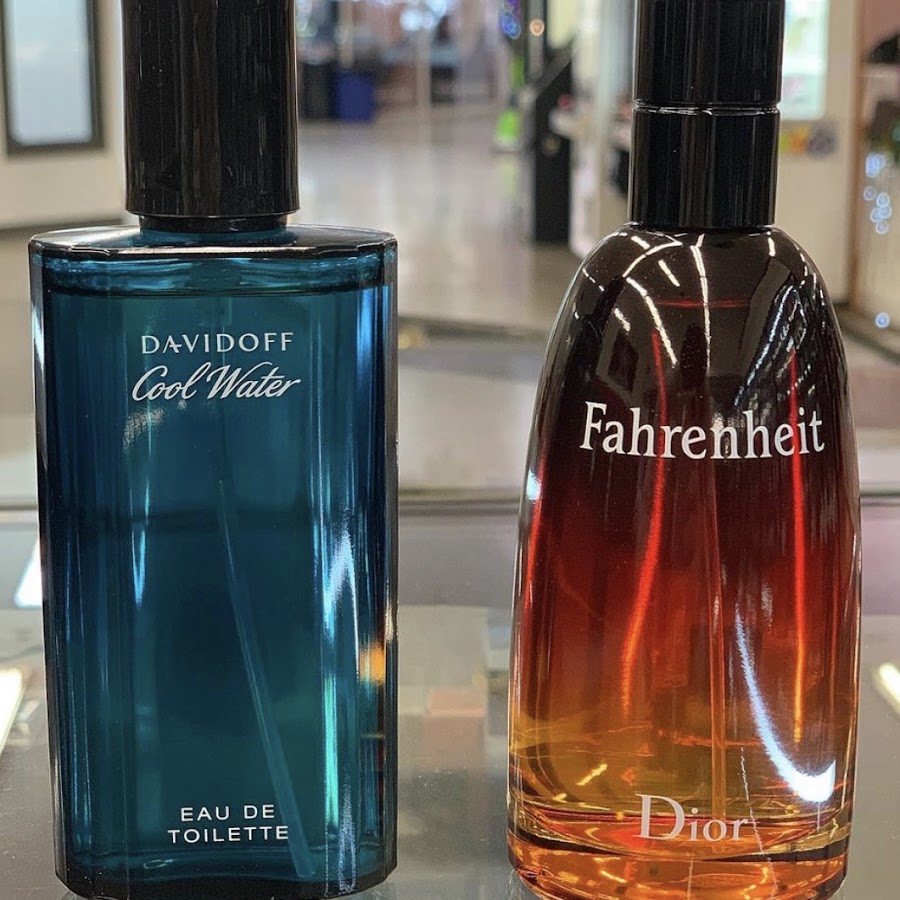 DAVIDOFF
Cool Water
EAU DE
TOILETTE
Fahrenheit
Dior